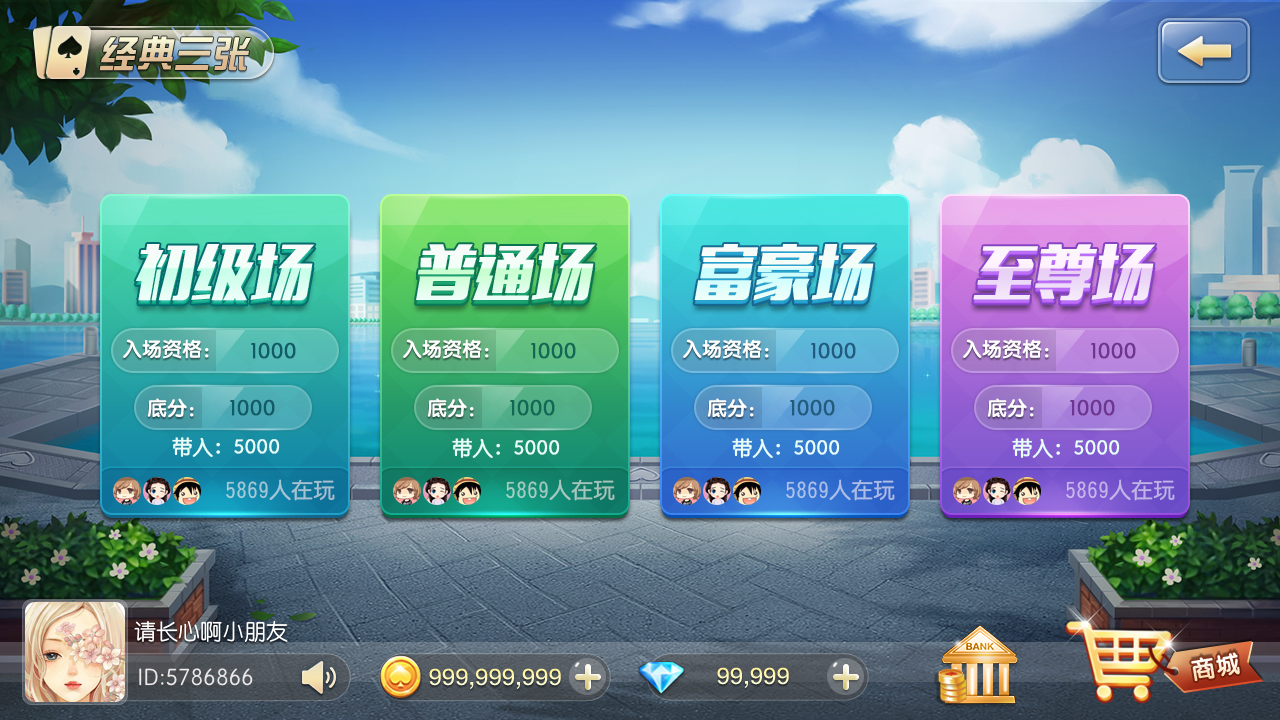 经典三张
初级场
入场资格: 1000
底分: 1000
带入: 5000
5869人在玩
普通场
入场资格: 1000
底分: 1000
带入: 5000
5869人在玩
富豪场
入场资格: 1000
底分: 1000
带入: 5000
5869人在玩
至尊场
入场资格: 1000
底分: 1000
带入: 5000
5869人在玩
请长心啊小朋友
ID:5786866
999,999,999
99,999
BANK
商城